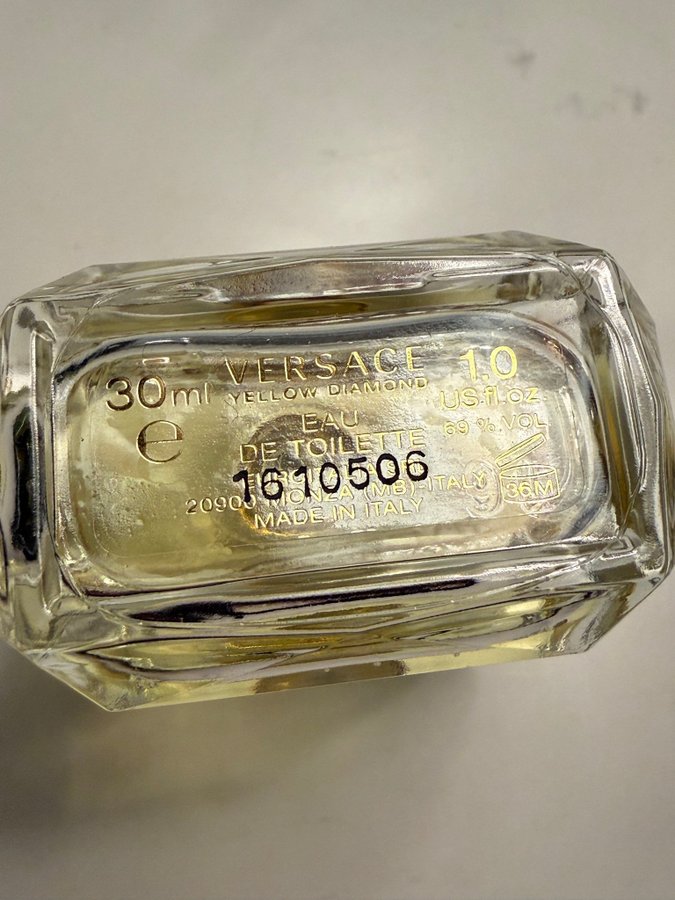 30ml VERSACE 1.0
YELLOW DIAMOND US.fl.oz.
e EAU 69 % VOL
DE TOILETTE
1610506
20900 MONZA (MB) - ITALY 36M
MADE IN ITALY